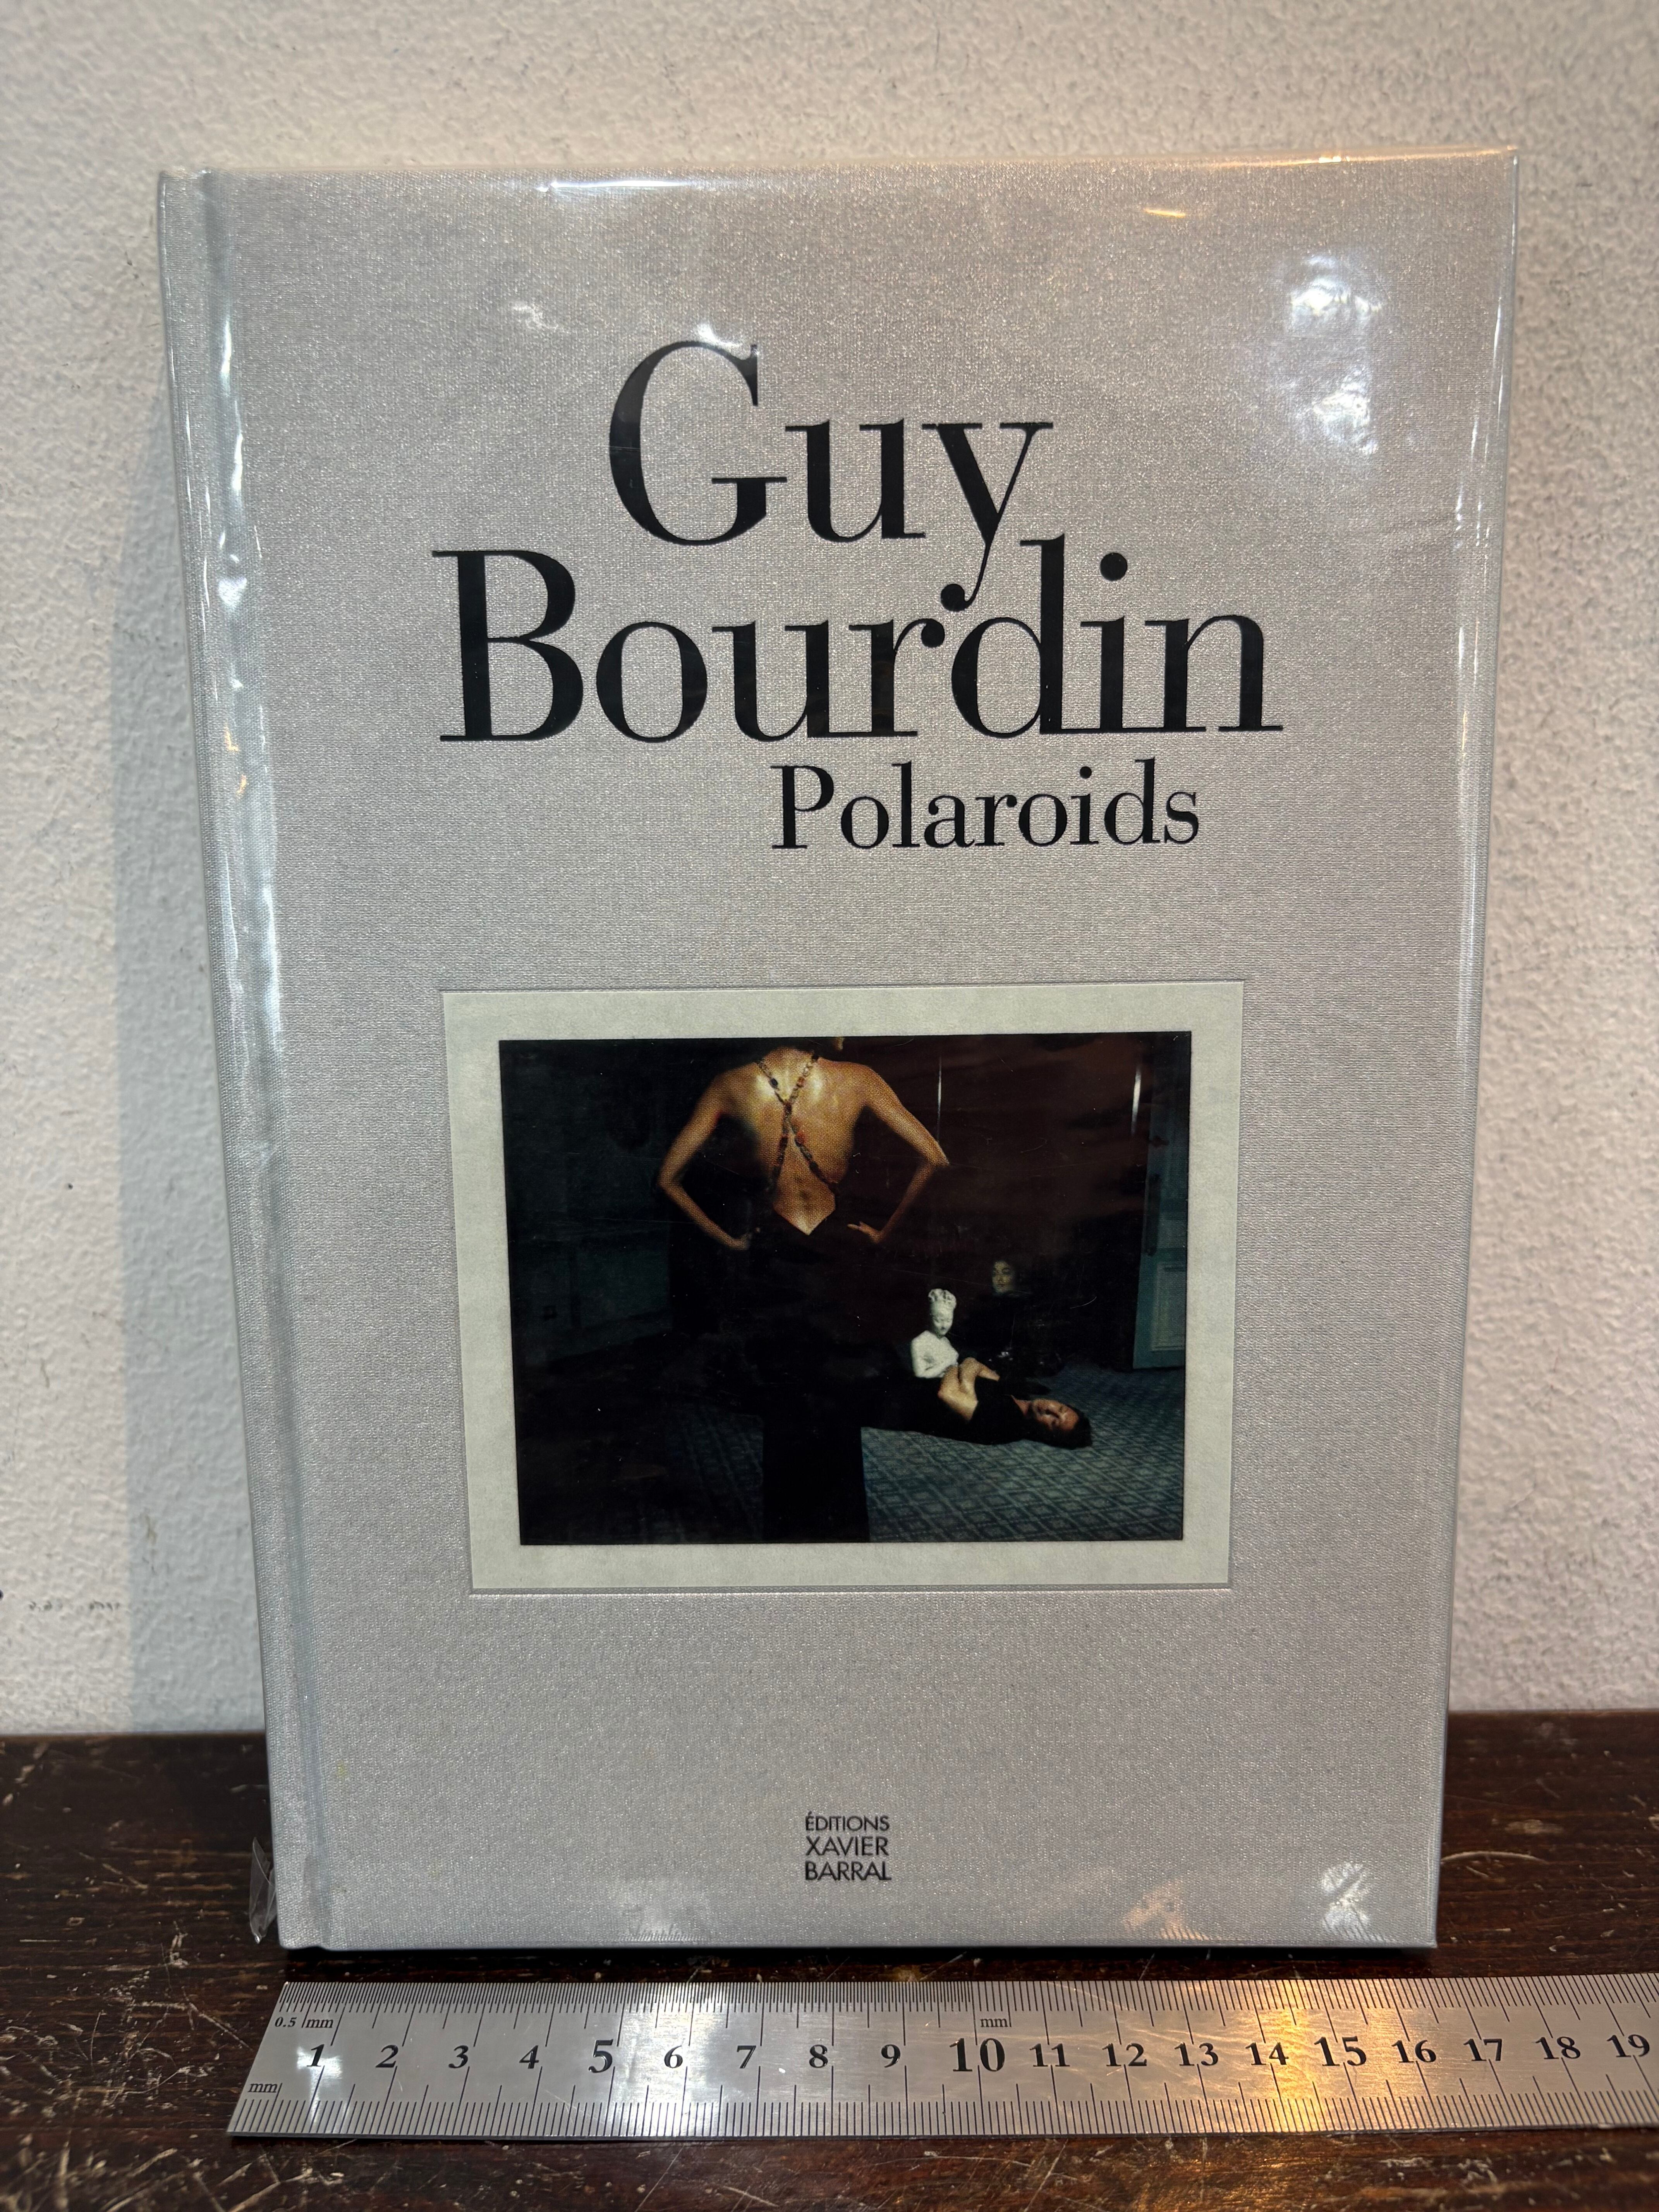 Guy
Bourdin
Polaroids
ÉDITIONS
XAVIER
BARRAL
0.5 mm
mm
1 2 3 4 5 6 7 8 9 10 11 12 13 14 15 16 17 18 19
mm